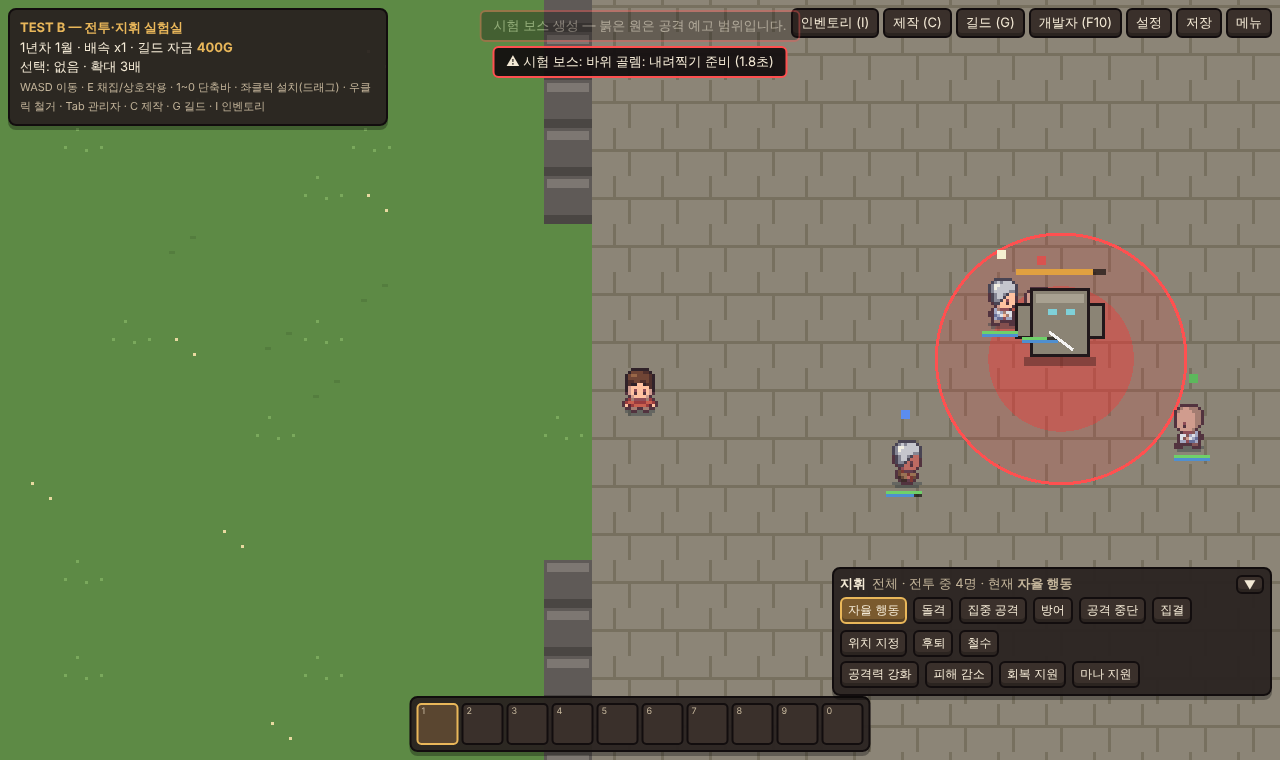 TEST B — 전투·지휘 실험실
1년차 1월 · 배속 x1 · 길드 자금 400G
선택: 없음 · 확대 3배
WASD 이동 · E 채집/상호작용 · 1~0 단축바 · 좌클릭 설치(드래그) · 우클
릭 철거 · Tab 관리자 · C 제작 · G 길드 · I 인벤토리
시험 보스 생성 — 붉은 원은 공격 예고 범위입니다.
⚠ 시험 보스: 바위 골렘: 내려찍기 준비 (1.8초)
인벤토리 (I) 제작 (C) 길드 (G) 개발자 (F10) 설정 저장 메뉴
지휘 전체 · 전투 중 4명 · 현재 자율 행동 ▼
자율 행동 돌격 집중 공격 방어 공격 중단 집결
위치 지정 후퇴 철수
공격력 강화 피해 감소 회복 지원 마나 지원
1 2 3 4 5 6 7 8 9 0